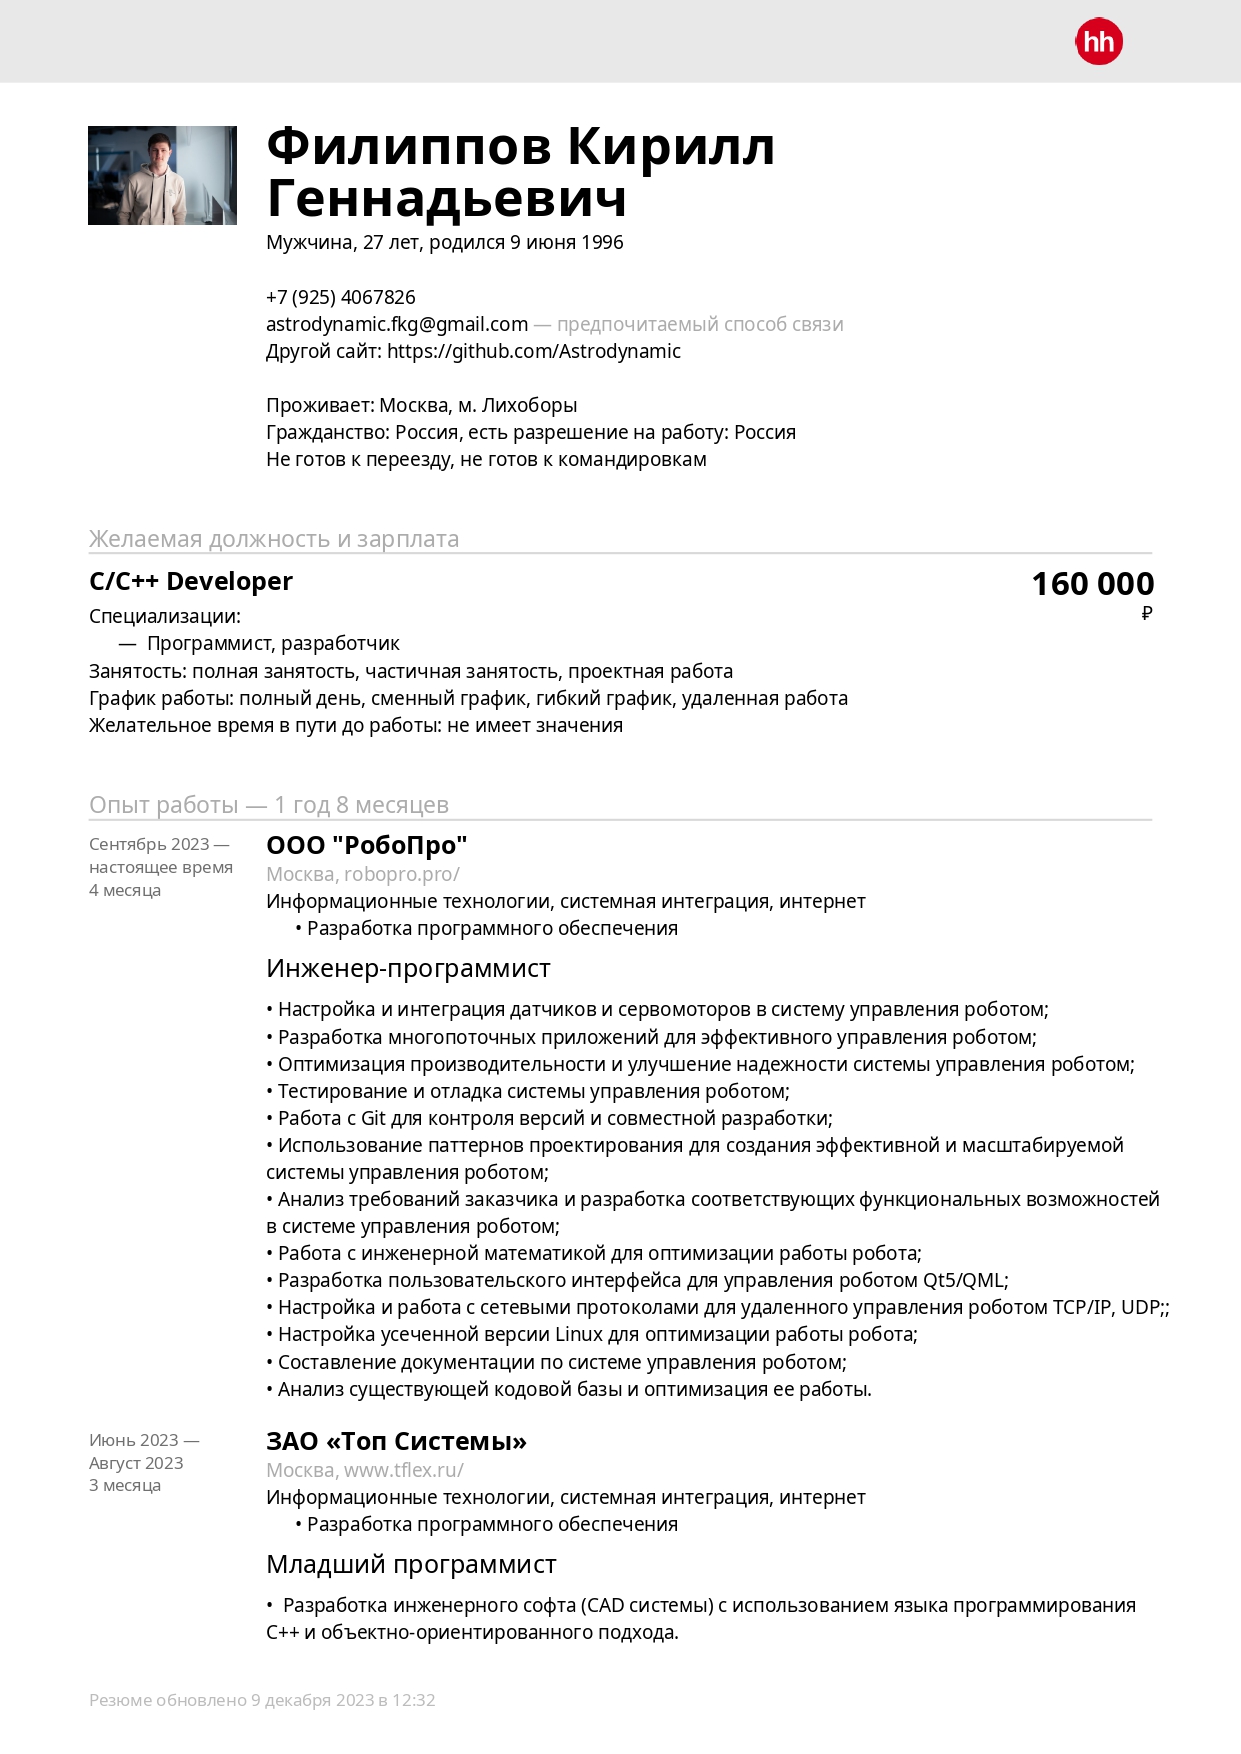 hh
Филиппов Кирилл
Геннадьевич
Мужчина, 27 лет, родился 9 июня 1996
+7 (925) 4067826
astrodynamic.fkg@gmail.com — предпочитаемый способ связи
Другой сайт: https://github.com/Astrodynamic
Проживает: Москва, м. Лихоборы
Гражданство: Россия, есть разрешение на работу: Россия
Не готов к переезду, не готов к командировкам
Желаемая должность и зарплата
C/C++ Developer
160 000
₽
Специализации:
— Программист, разработчик
Занятость: полная занятость, частичная занятость, проектная работа
График работы: полный день, сменный график, гибкий график, удаленная работа
Желательное время в пути до работы: не имеет значения
Опыт работы — 1 год 8 месяцев
Сентябрь 2023 —
настоящее время
4 месяца
ООО "РобоПро"
Москва, robopro.pro/
Информационные технологии, системная интеграция, интернет
• Разработка программного обеспечения
Инженер-программист
• Настройка и интеграция датчиков и сервомоторов в систему управления роботом;
• Разработка многопоточных приложений для эффективного управления роботом;
• Оптимизация производительности и улучшение надежности системы управления роботом;
• Тестирование и отладка системы управления роботом;
• Работа с Git для контроля версий и совместной разработки;
• Использование паттернов проектирования для создания эффективной и масштабируемой
системы управления роботом;
• Анализ требований заказчика и разработка соответствующих функциональных возможностей
в системе управления роботом;
• Работа с инженерной математикой для оптимизации работы робота;
• Разработка пользовательского интерфейса для управления роботом Qt5/QML;
• Настройка и работа с сетевыми протоколами для удаленного управления роботом TCP/IP, UDP;;
• Настройка усеченной версии Linux для оптимизации работы робота;
• Составление документации по системе управления роботом;
• Анализ существующей кодовой базы и оптимизация ее работы.
Июнь 2023 —
Август 2023
3 месяца
ЗАО «Топ Системы»
Москва, www.tflex.ru/
Информационные технологии, системная интеграция, интернет
• Разработка программного обеспечения
Младший программист
• Разработка инженерного софта (CAD системы) с использованием языка программирования
C++ и объектно-ориентированного подхода.
Резюме обновлено 9 декабря 2023 в 12:32